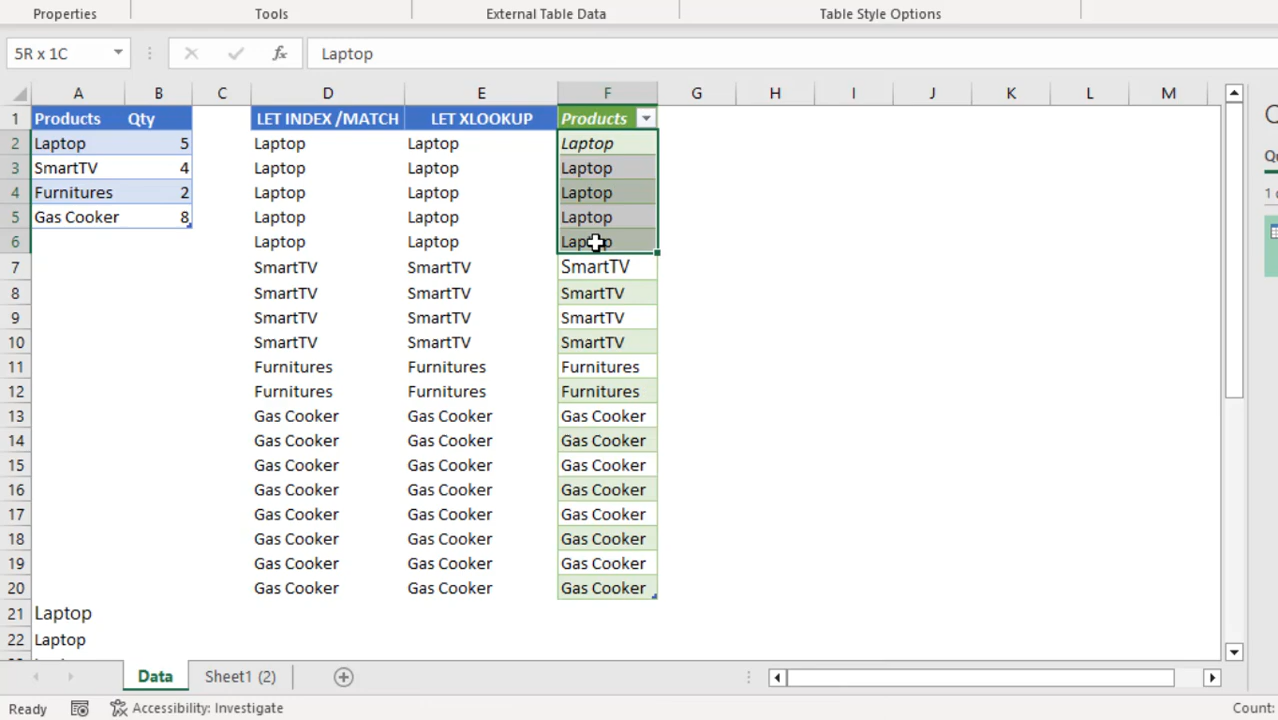 Properties Tools External Table Data Table Style Options
5R x 1C fx Laptop
A B C D E F G H I J K L M
1 Products Qty LET INDEX /MATCH LET XLOOKUP Products
2 Laptop 5 Laptop Laptop Laptop
3 SmartTV 4 Laptop Laptop Laptop
4 Furnitures 2 Laptop Laptop Laptop
5 Gas Cooker 8 Laptop Laptop Laptop
6 Laptop Laptop Laptop
7 SmartTV SmartTV SmartTV
8 SmartTV SmartTV SmartTV
9 SmartTV SmartTV SmartTV
10 SmartTV SmartTV SmartTV
11 Furnitures Furnitures Furnitures
12 Furnitures Furnitures Furnitures
13 Gas Cooker Gas Cooker Gas Cooker
14 Gas Cooker Gas Cooker Gas Cooker
15 Gas Cooker Gas Cooker Gas Cooker
16 Gas Cooker Gas Cooker Gas Cooker
17 Gas Cooker Gas Cooker Gas Cooker
18 Gas Cooker Gas Cooker Gas Cooker
19 Gas Cooker Gas Cooker Gas Cooker
20 Gas Cooker Gas Cooker Gas Cooker
21 Laptop
22 Laptop
Data Sheet1 (2)
Ready Accessibility: Investigate Count: